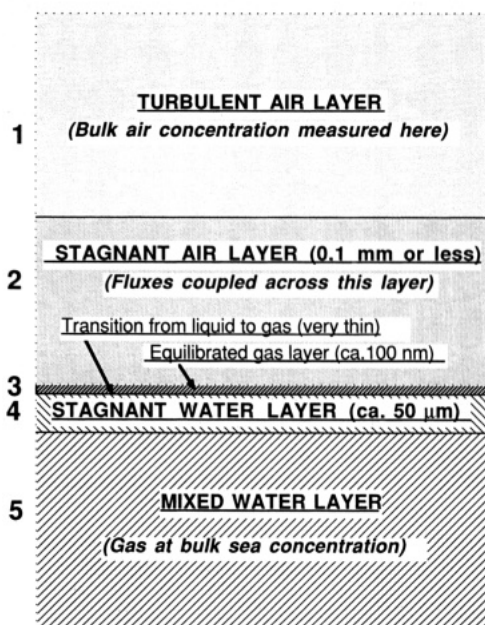 TURBULENT AIR LAYER
1
(Bulk air concentration measured here)
STAGNANT AIR LAYER (0.1 mm or less)
2
(Fluxes coupled across this layer)
Transition from liquid to gas (very thin)
Equilibrated gas layer (ca.100 nm)
3
4
STAGNANT WATER LAYER (ca. 50 μm)
5
MIXED WATER LAYER
(Gas at bulk sea concentration)